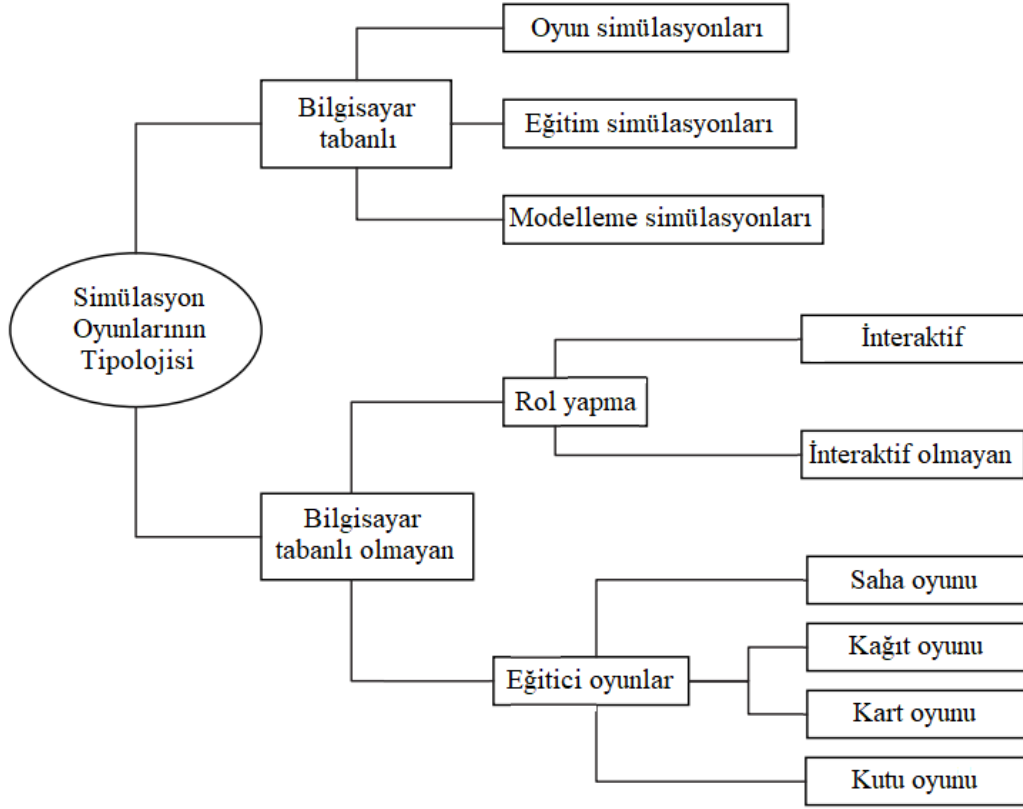 Oyun simülasyonları
Bilgisayar
tabanlı
Eğitim simülasyonları
Modelleme simülasyonları
Simülasyon
Oyunlarının
Tipolojisi
İnteraktif
Rol yapma
İnteraktif olmayan
Bilgisayar
tabanlı olmayan
Saha oyunu
Kağıt oyunu
Eğitici oyunlar
Kart oyunu
Kutu oyunu